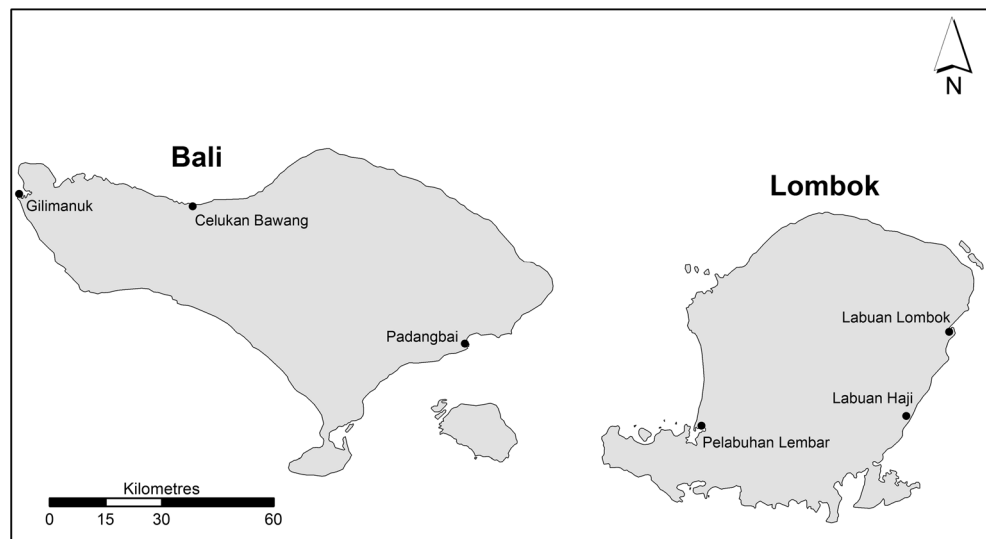 N
Bali
Lombok
Gilimanuk
Celukan Bawang
Padangbai
Labuan Lombok
Labuan Haji
Pelabuhan Lembar
Kilometres
0 15 30 60